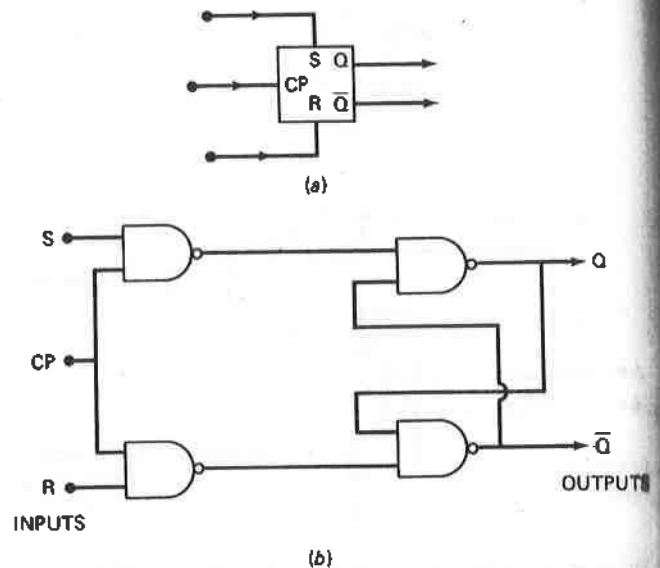 S Q
CP
R Q̅
(a)
S
Q
CP
R
Q̅
INPUTS
OUTPUTS
(b)